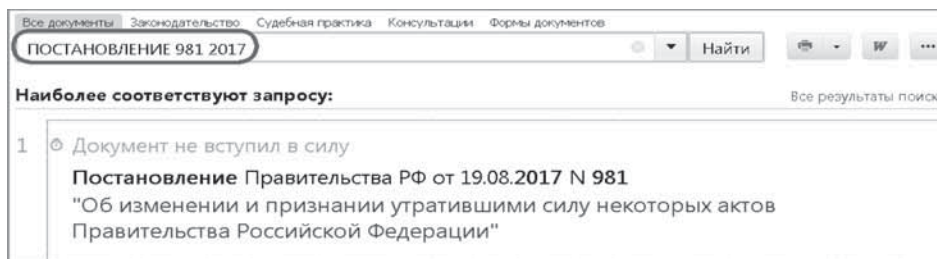 Все документы Законодательство Судебная практика Консультации Формы документов
ПОСТАНОВЛЕНИЕ 981 2017 Найти W ...
Наиболее соответствуют запросу: Все результаты поиск
1 Документ не вступил в силу
Постановление Правительства РФ от 19.08.2017 N 981
"Об изменении и признании утратившими силу некоторых актов
Правительства Российской Федерации"